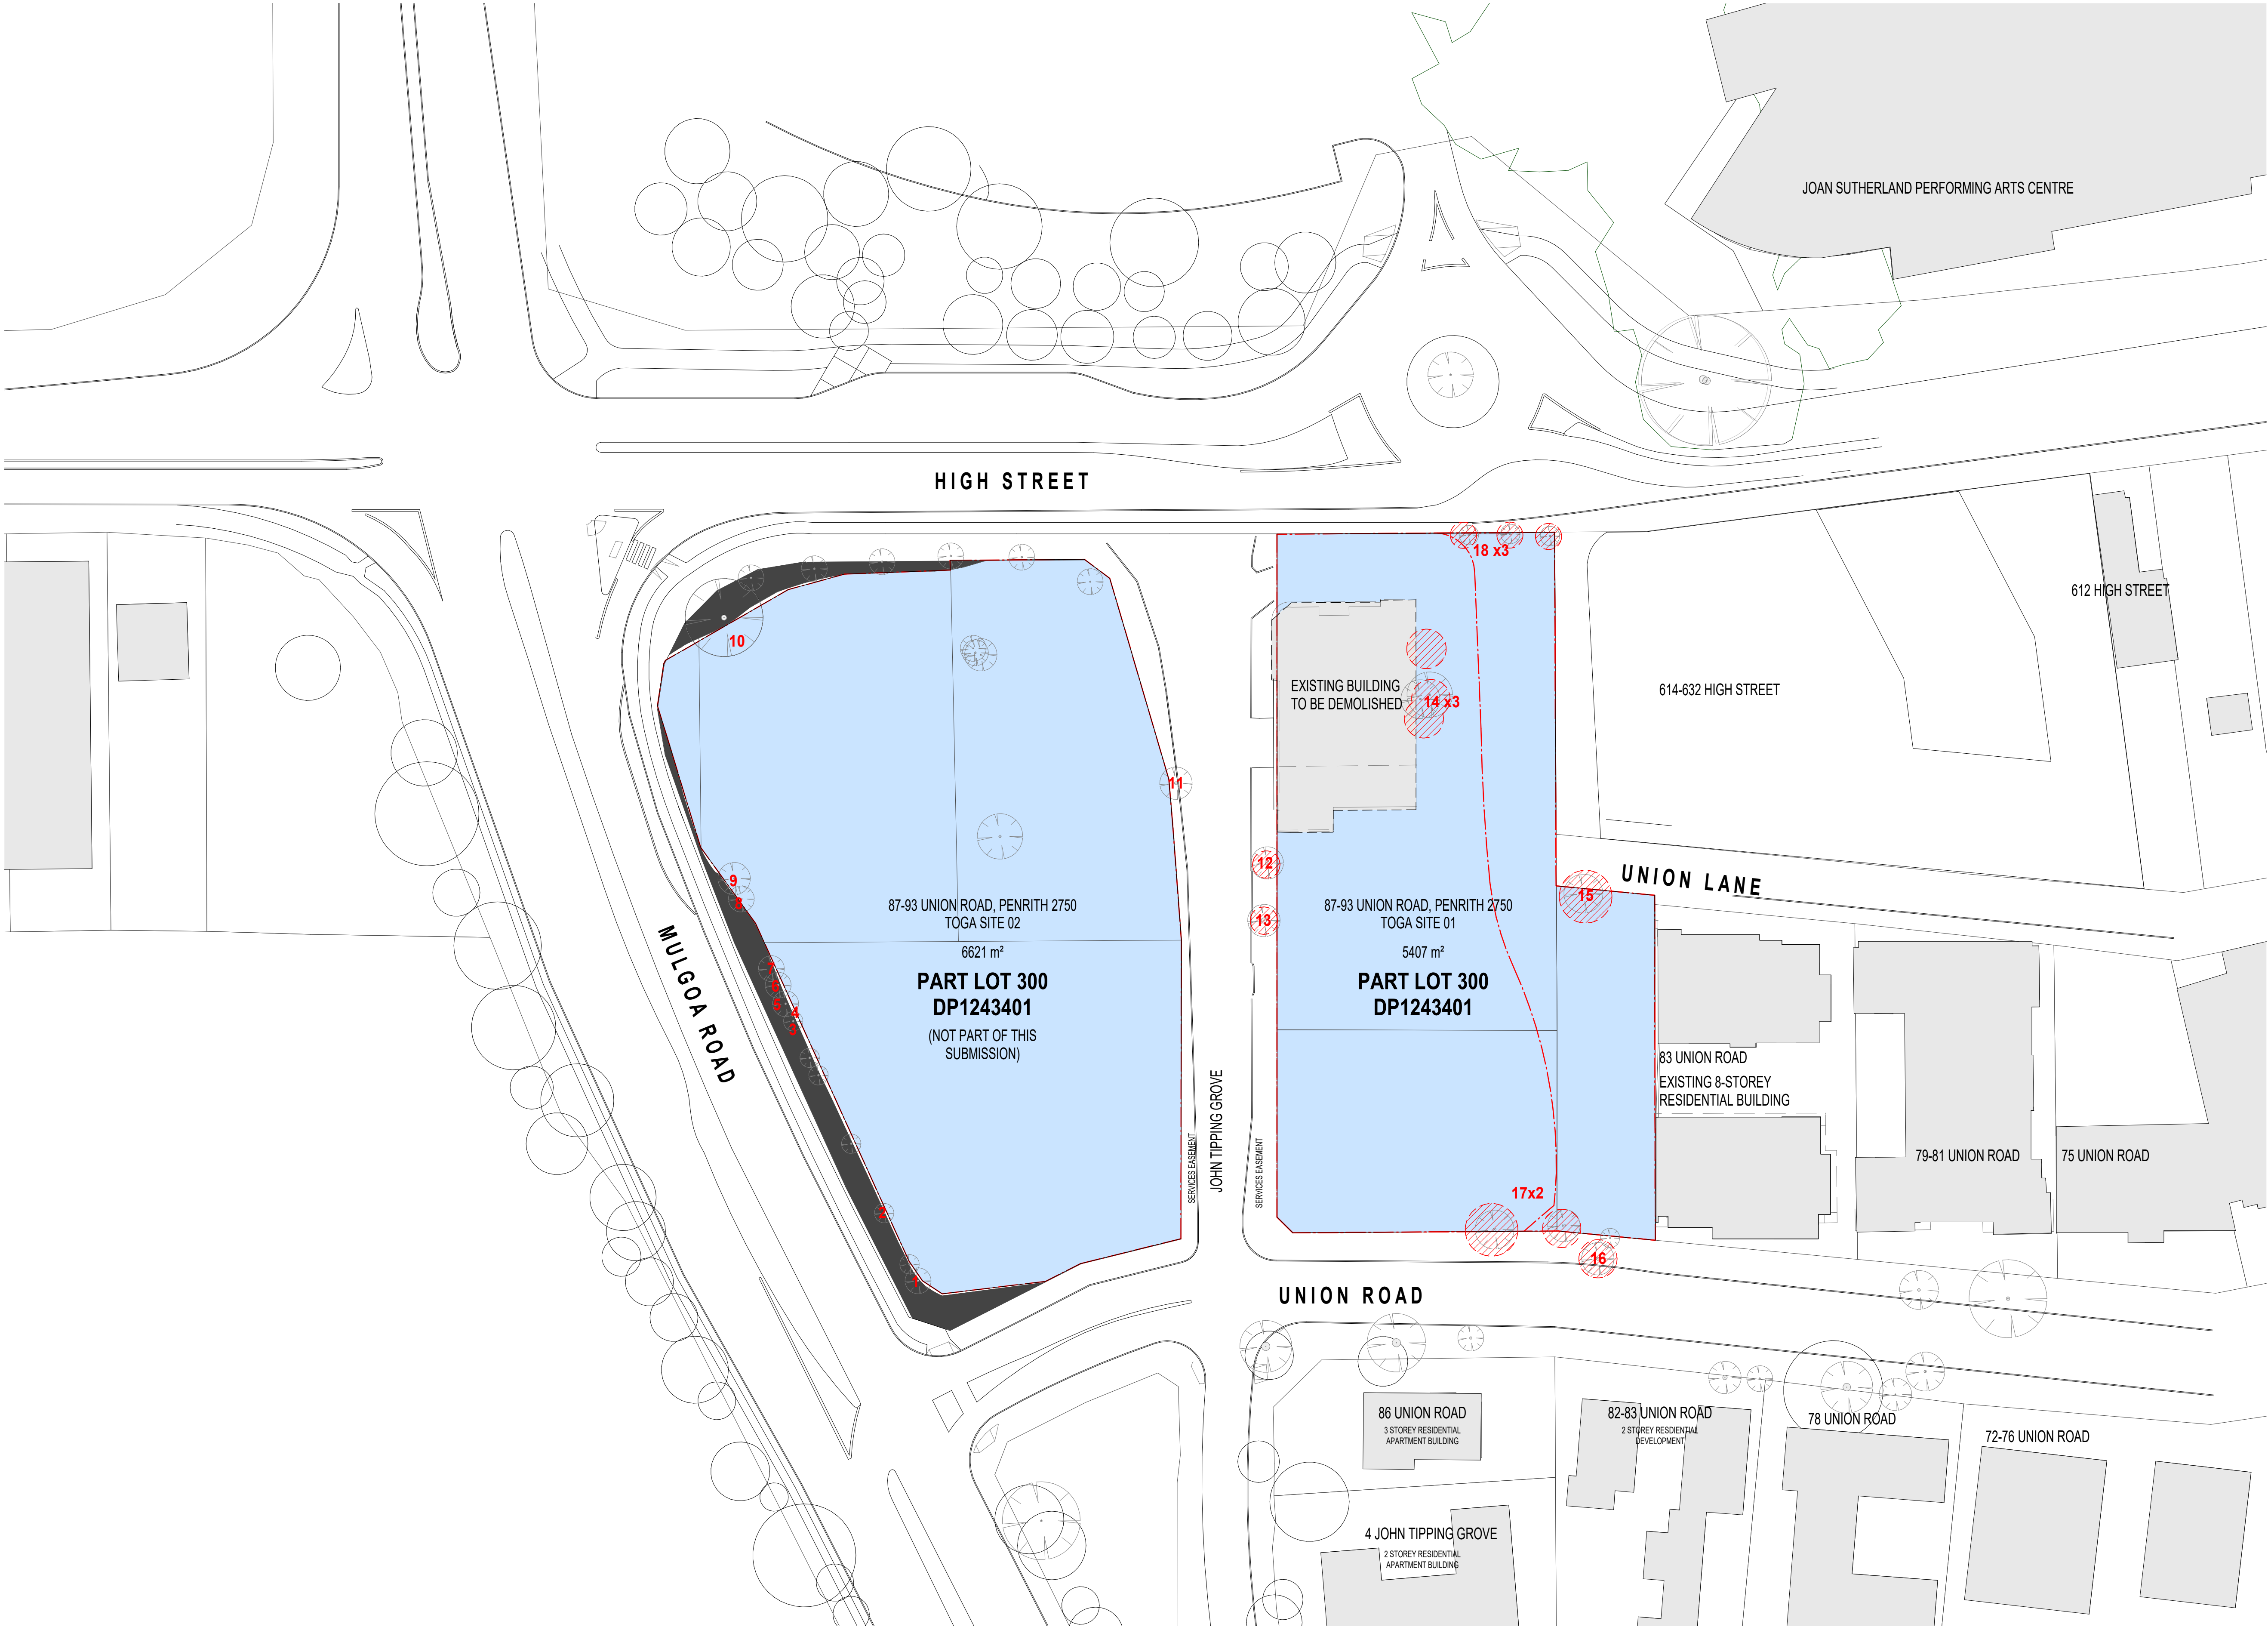 JOAN SUTHERLAND PERFORMING ARTS CENTRE
HIGH STREET
18 x3
612 HIGH STREET
10
EXISTING BUILDING
TO BE DEMOLISHED
14 x3
614-632 HIGH STREET
11
12
UNION LANE
9
8
15
13
87-93 UNION ROAD, PENRITH 2750
TOGA SITE 02
6621 m²
PART LOT 300
DP1243401
(NOT PART OF THIS
SUBMISSION)
87-93 UNION ROAD, PENRITH 2750
TOGA SITE 01
5407 m²
PART LOT 300
DP1243401
MULGOA ROAD
7
6
5
4
3
83 UNION ROAD
EXISTING 8-STOREY
RESIDENTIAL BUILDING
JOHN TIPPING GROVE
SERVICES EASEMENT
SERVICES EASEMENT
79-81 UNION ROAD
75 UNION ROAD
17x2
2
16
1
UNION ROAD
86 UNION ROAD
3 STOREY RESIDENTIAL
APARTMENT BUILDING
82-83 UNION ROAD
2 STOREY RESDIENTIAL
DEVELOPMENT
78 UNION ROAD
72-76 UNION ROAD
4 JOHN TIPPING GROVE
2 STOREY RESIDENTIAL
APARTMENT BUILDING